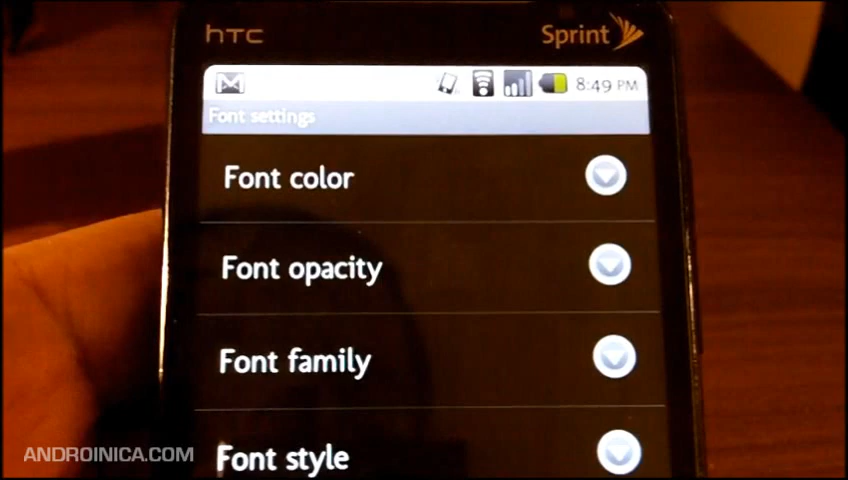 hTC Sprint
8:49 PM
Font settings
Font color
Font opacity
Font family
Font style
ANDROINICA.COM